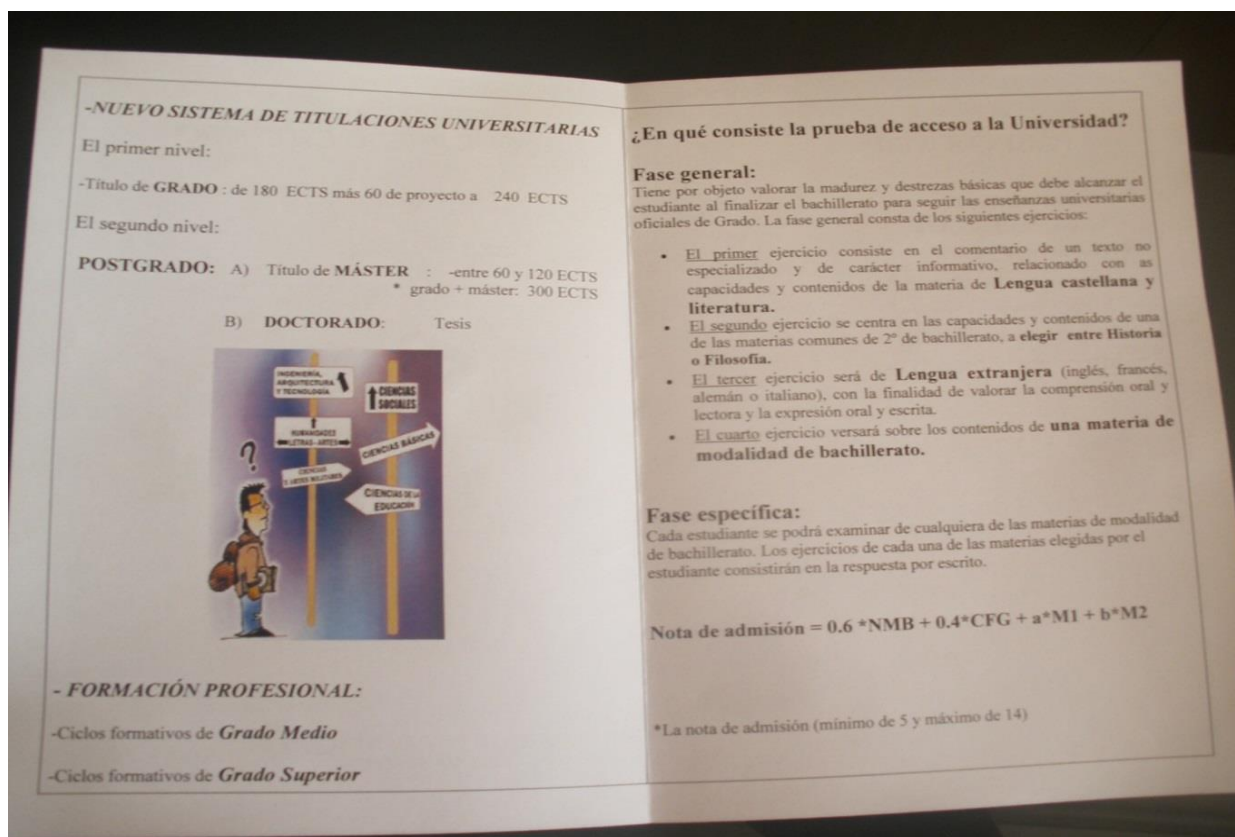 -NUEVO SISTEMA DE TITULACIONES UNIVERSITARIAS
El primer nivel:
-Título de GRADO : de 180 ECTS más 60 de proyecto a 240 ECTS
El segundo nivel:
POSTGRADO: A) Título de MÁSTER : -entre 60 y 120 ECTS
* grado + máster: 300 ECTS
B) DOCTORADO: Tesis
INGENIERÍA,
ARQUITECTURA
Y TECNOLOGÍA
CIENCIAS
SOCIALES
HUMANIDADES
LETRAS-ARTES
CIENCIAS BÁSICAS
?
CIENCIAS
Y ARTES MILITARES
CIENCIAS DE LA
EDUCACIÓN
- FORMACIÓN PROFESIONAL:
-Ciclos formativos de Grado Medio
-Ciclos formativos de Grado Superior
¿En qué consiste la prueba de acceso a la Universidad?
Fase general:
Tiene por objeto valorar la madurez y destrezas básicas que debe alcanzar el
estudiante al finalizar el bachillerato para seguir las enseñanzas universitarias
oficiales de Grado. La fase general consta de los siguientes ejercicios:
• El primer ejercicio consiste en el comentario de un texto no
especializado y de carácter informativo, relacionado con as
capacidades y contenidos de la materia de Lengua castellana y
literatura.
• El segundo ejercicio se centra en las capacidades y contenidos de una
de las materias comunes de 2º de bachillerato, a elegir entre Historia
o Filosofía.
• El tercer ejercicio será de Lengua extranjera (inglés, francés,
alemán o italiano), con la finalidad de valorar la comprensión oral y
lectora y la expresión oral y escrita.
• El cuarto ejercicio versará sobre los contenidos de una materia de
modalidad de bachillerato.
Fase específica:
Cada estudiante se podrá examinar de cualquiera de las materias de modalidad
de bachillerato. Los ejercicios de cada una de las materias elegidas por el
estudiante consistirán en la respuesta por escrito.
Nota de admisión = 0.6 *NMB + 0.4*CFG + a*M1 + b*M2
*La nota de admisión (mínimo de 5 y máximo de 14)